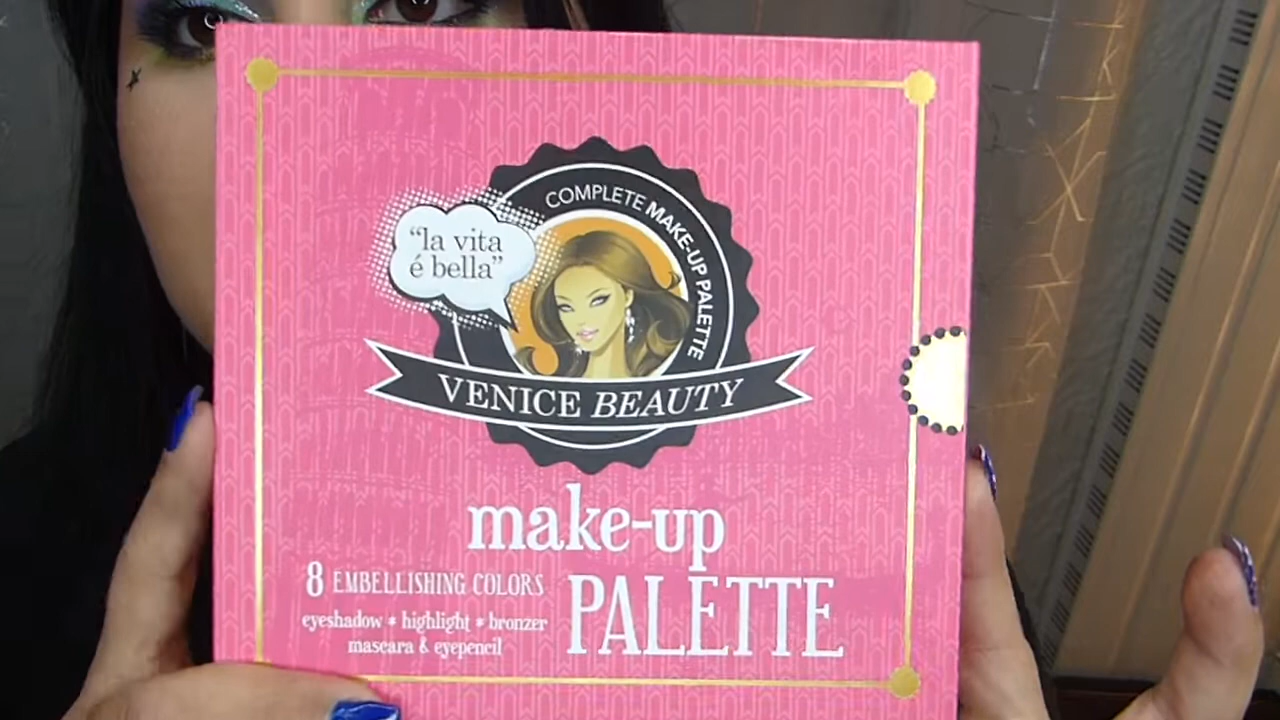 COMPLETE MAKE-UP PALETTE
“la vita
é bella”
VENICE BEAUTY
make-up
PALETTE
8 EMBELLISHING COLORS
eyeshadow * highlight * bronzer
mascara & eyepencil